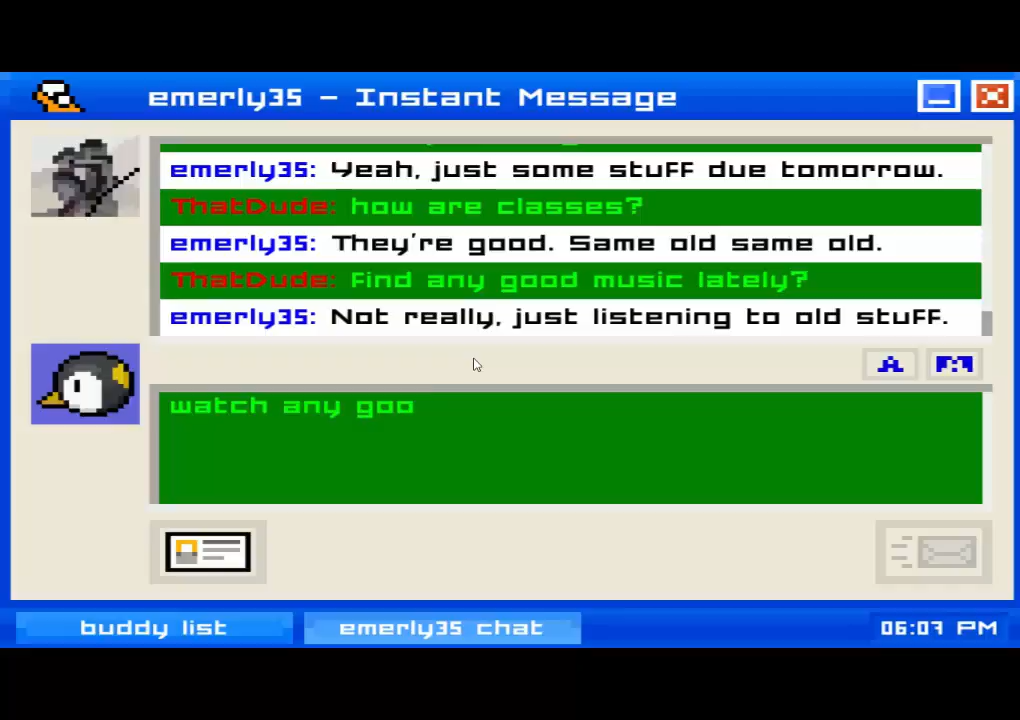 emerly35 - Instant Message
emerly35: Yeah, just some stuff due tomorrow.
ThatDude: how are classes?
emerly35: They're good. Same old same old.
ThatDude: Find any good music lately?
emerly35: Not really, just listening to old stuff.
A
watch any goo
buddy list
emerly35 chat
06:07 PM